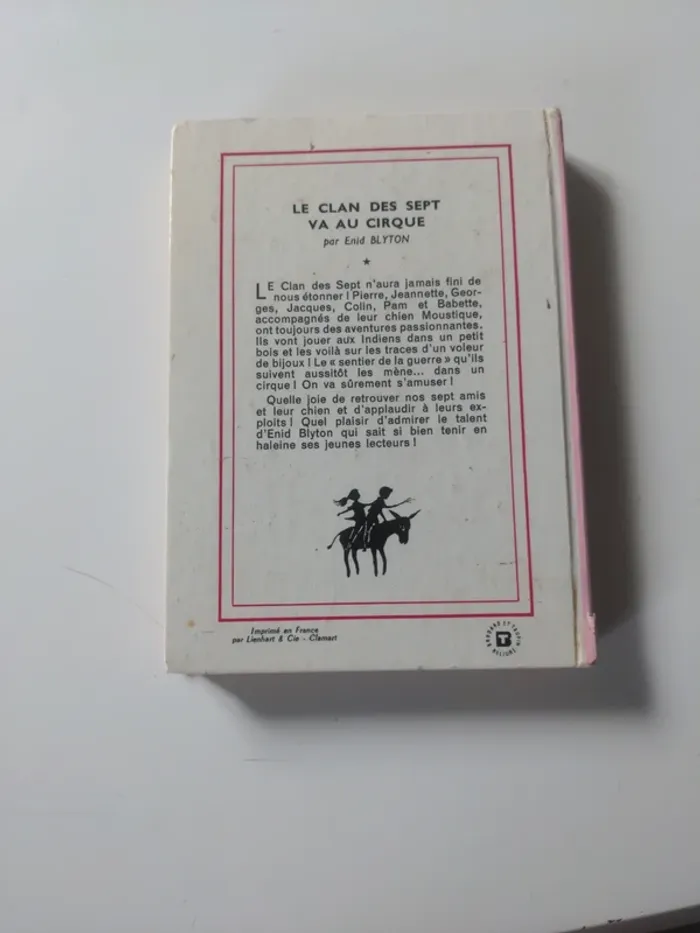 LE CLAN DES SEPT
VA AU CIRQUE
par Enid BLYTON
★
LE Clan des Sept n'aura jamais fini de
nous étonner ! Pierre, Jeannette, Geor-
ges, Jacques, Colin, Pam et Babette,
accompagnés de leur chien Moustique,
ont toujours des aventures passionnantes.
Ils vont jouer aux Indiens dans un petit
bois et les voilà sur les traces d'un voleur
de bijoux ! Le « sentier de la guerre » qu'ils
suivent aussitôt les mène... dans un
cirque ! On va sûrement s'amuser !
Quelle joie de retrouver nos sept amis
et leur chien et d'applaudir à leurs ex-
ploits ! Quel plaisir d'admirer le talent
d'Enid Blyton qui sait si bien tenir en
haleine ses jeunes lecteurs !
Imprimé en France
par Lienhart & Cie - Clamart
BRODARD ET TAUPIN
RELIURE
BT